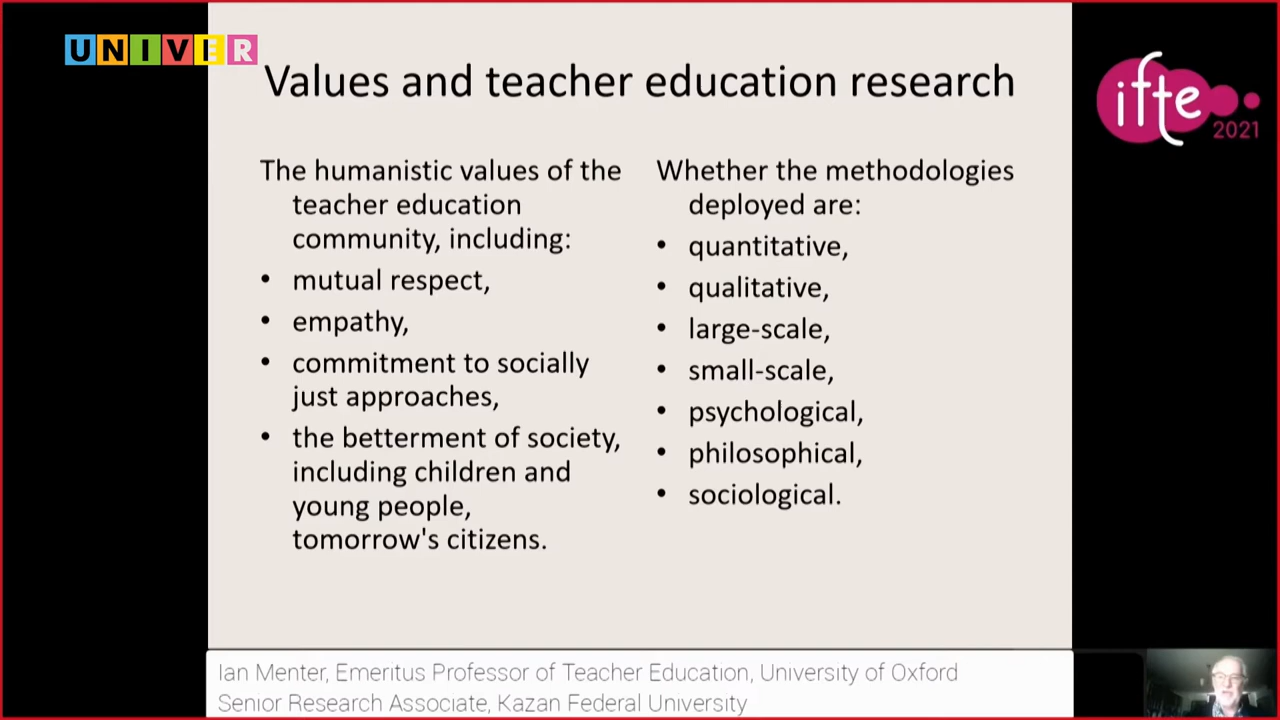 UNIVER
Values and teacher education research
ifte
2021
The humanistic values of the
teacher education
community, including:
• mutual respect,
• empathy,
• commitment to socially
just approaches,
• the betterment of society,
including children and
young people,
tomorrow's citizens.
Whether the methodologies
deployed are:
• quantitative,
• qualitative,
• large-scale,
• small-scale,
• psychological,
• philosophical,
• sociological.
Ian Menter, Emeritus Professor of Teacher Education, University of Oxford
Senior Research Associate, Kazan Federal University